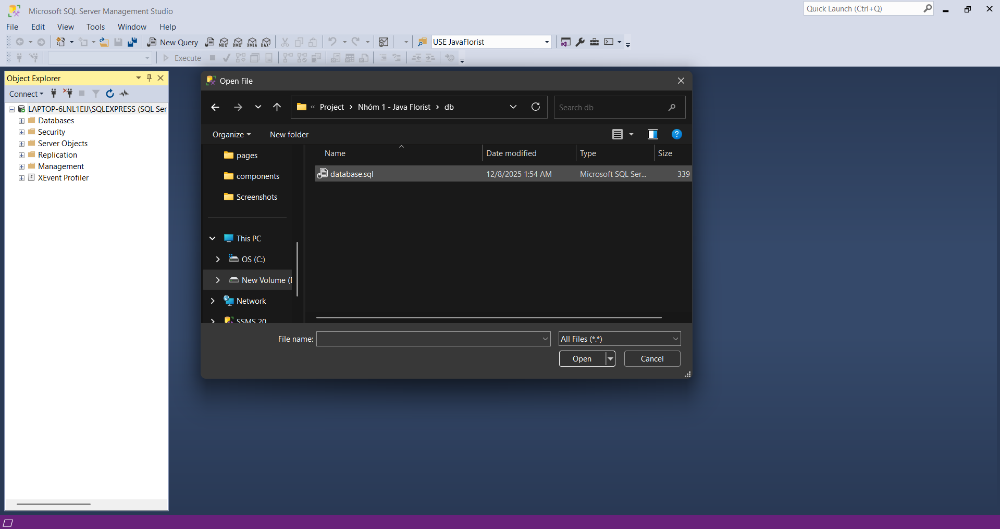 Microsoft SQL Server Management Studio
Quick Launch (Ctrl+Q)
File Edit View Tools Window Help
New Query MDX DMX XMLA DAX USE JavaFlorist
Execute
Object Explorer
Connect
LAPTOP-6LNL1EIJ\SQLEXPRESS (SQL Ser
Databases
Security
Server Objects
Replication
Management
XEvent Profiler
Open File
« Project > Nhóm 1 - Java Florist > db
Search db
Organize New folder
?
pages
components
Screenshots
This PC
OS (C:)
New Volume (
Network
SSMS 20
Name Date modified Type Size
database.sql 12/8/2025 1:54 AM Microsoft SQL Ser... 339
File name:
All Files (*.*)
Open Cancel